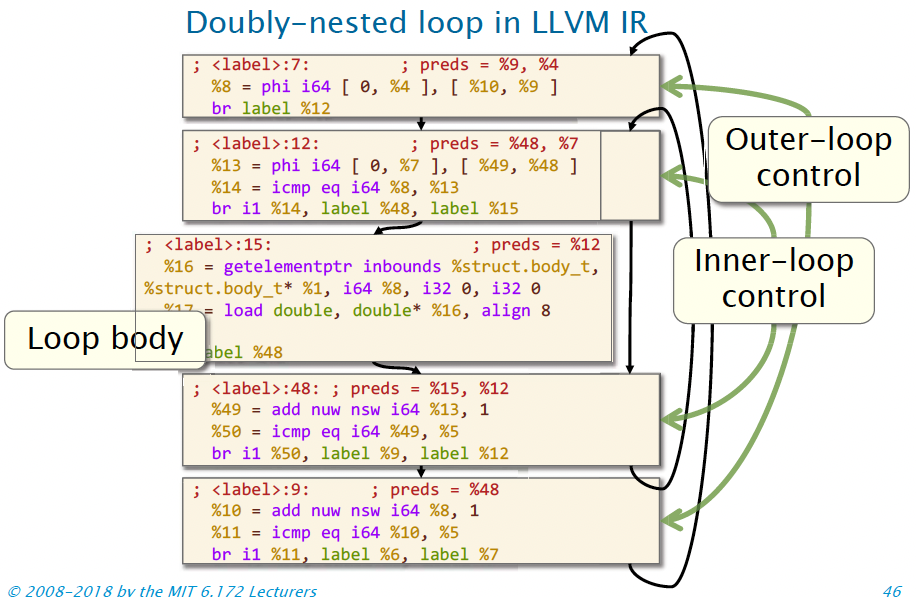 Doubly-nested loop in LLVM IR
; <label>:7: ; preds = %9, %4
%8 = phi i64 [ 0, %4 ], [ %10, %9 ]
br label %12
; <label>:12: ; preds = %48, %7
%13 = phi i64 [ 0, %7 ], [ %49, %48 ]
%14 = icmp eq i64 %8, %13
br i1 %14, label %48, label %15
Outer-loop
control
; <label>:15: ; preds = %12
%16 = getelementptr inbounds %struct.body_t,
%struct.body_t* %1, i64 %8, i32 0, i32 0
= load double, double* %16, align 8
%48
Inner-loop
control
Loop body
; <label>:48: ; preds = %15, %12
%49 = add nuw nsw i64 %13, 1
%50 = icmp eq i64 %49, %5
br i1 %50, label %9, label %12
; <label>:9: ; preds = %48
%10 = add nuw nsw i64 %8, 1
%11 = icmp eq i64 %10, %5
br i1 %11, label %6, label %7
© 2008-2018 by the MIT 6.172 Lecturers
46